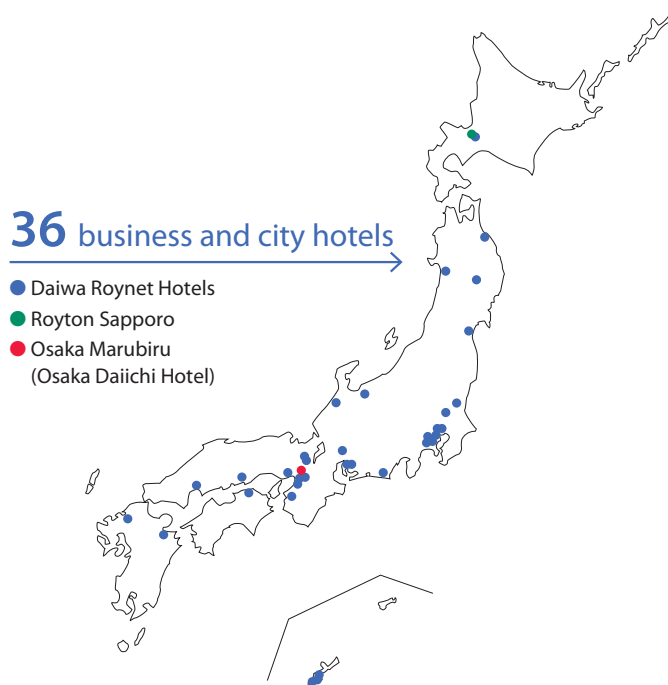 36 business and city hotels
Daiwa Roynet Hotels
Royton Sapporo
Osaka Marubiru
(Osaka Daiichi Hotel)